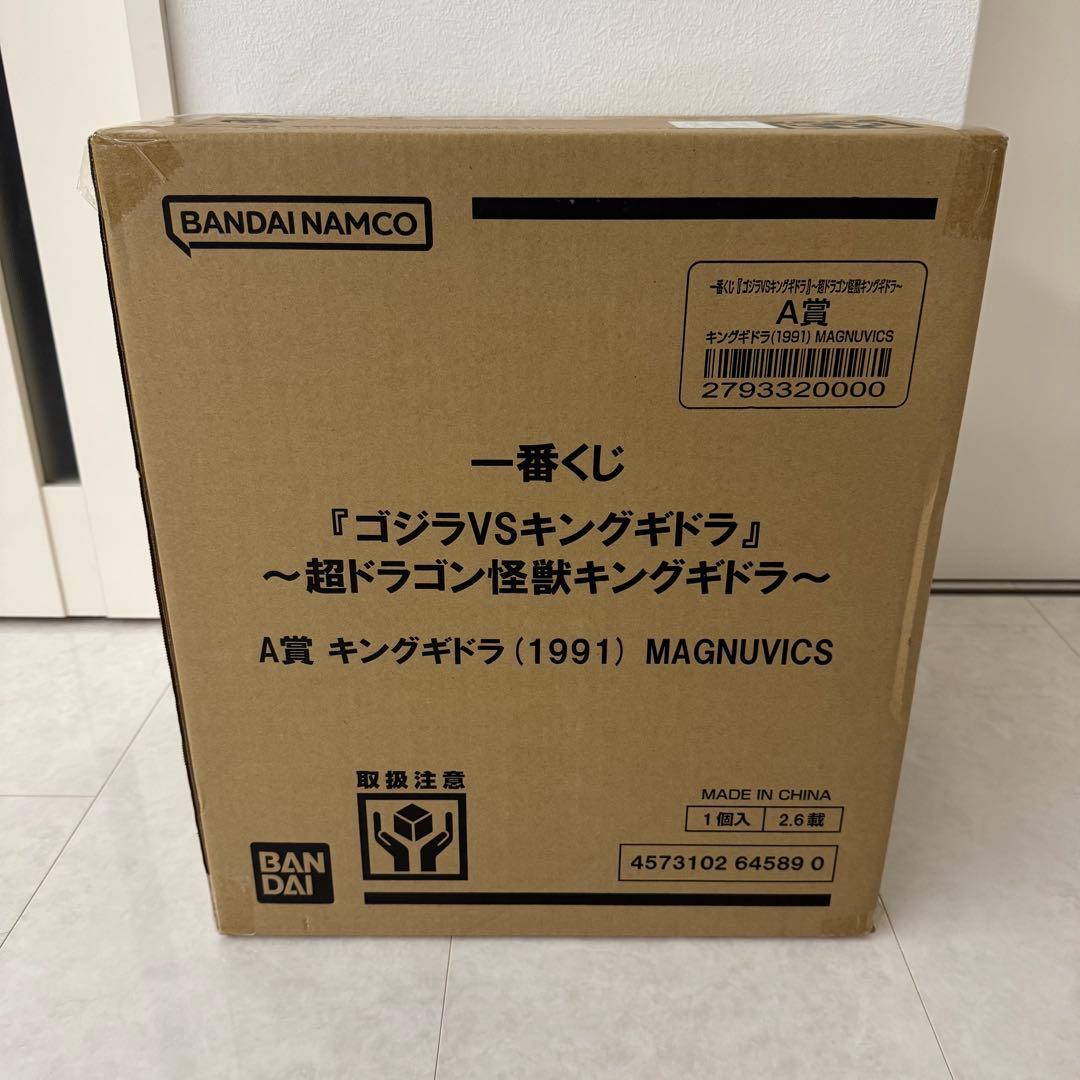 BANDAI NAMCO
一番くじ『ゴジラVSキングギドラ』~超ドラゴン怪獣キングギドラ~
A賞
キングギドラ(1991) MAGNUVICS
2793320000
一番くじ
『ゴジラVSキングギドラ』
~超ドラゴン怪獣キングギドラ~
A賞 キングギドラ(1991) MAGNUVICS
取扱注意
MADE IN CHINA
1個入 2.6載
4573102 64589 0
BAN
DAI